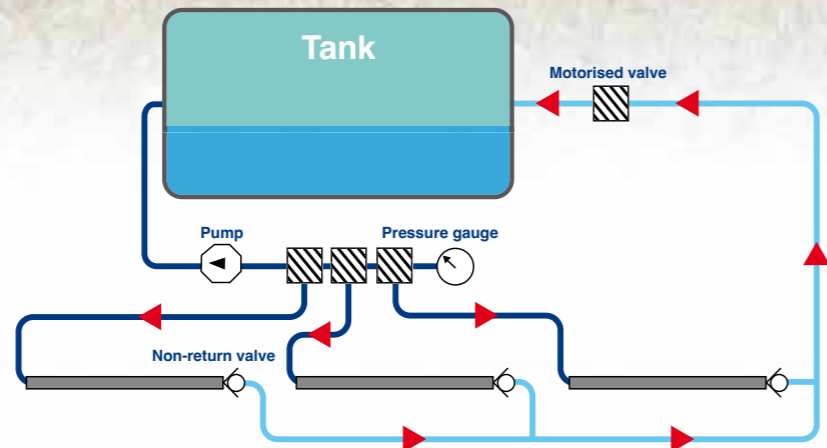 Tank
Motorised valve
Pump
Pressure gauge
Non-return valve